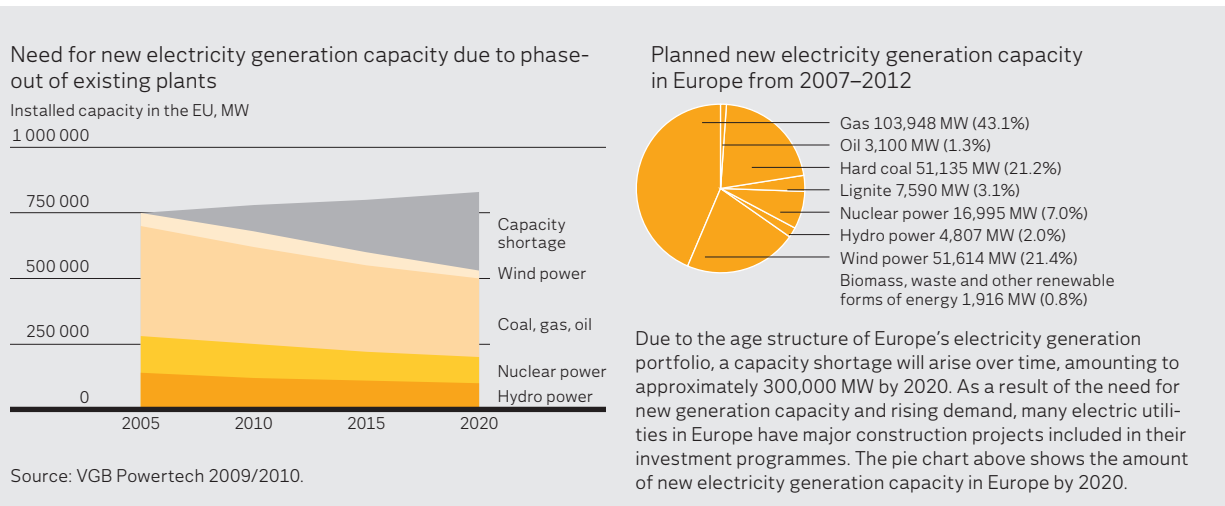 Need for new electricity generation capacity due to phase-
out of existing plants
Installed capacity in the EU, MW
1 000 000
750 000
500 000
250 000
0
Capacity
shortage
Wind power
Coal, gas, oil
Nuclear power
Hydro power
2005 2010 2015 2020
Source: VGB Powertech 2009/2010.
Planned new electricity generation capacity
in Europe from 2007–2012
Gas 103,948 MW (43.1%)
Oil 3,100 MW (1.3%)
Hard coal 51,135 MW (21.2%)
Lignite 7,590 MW (3.1%)
Nuclear power 16,995 MW (7.0%)
Hydro power 4,807 MW (2.0%)
Wind power 51,614 MW (21.4%)
Biomass, waste and other renewable
forms of energy 1,916 MW (0.8%)
Due to the age structure of Europe’s electricity generation
portfolio, a capacity shortage will arise over time, amounting to
approximately 300,000 MW by 2020. As a result of the need for
new generation capacity and rising demand, many electric utili-
ties in Europe have major construction projects included in their
investment programmes. The pie chart above shows the amount
of new electricity generation capacity in Europe by 2020.